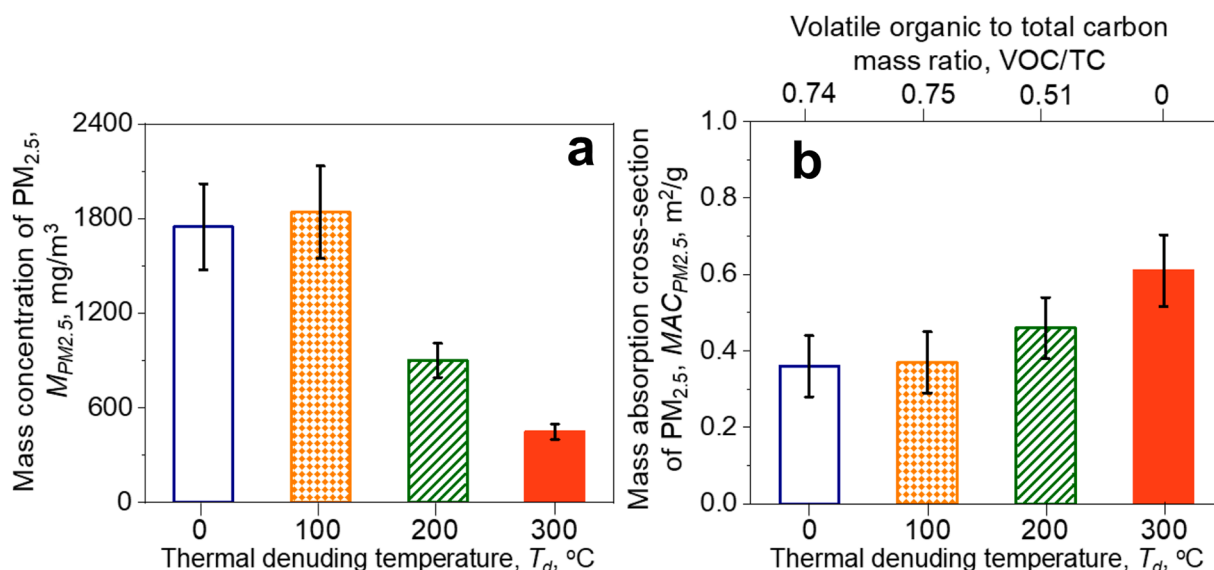 Mass concentration of PM2.5,
MPM2.5, mg/m3
2400
1800
1200
600
0
a
0 100 200 300
Thermal denuding temperature, Td, oC
Volatile organic to total carbon
mass ratio, VOC/TC
0.74 0.75 0.51 0
Mass absorption cross-section
of PM2.5, MACPM2.5, m2/g
1.0
0.8
0.6
0.4
0.2
0.0
b
0 100 200 300
Thermal denuding temperature, Td, oC